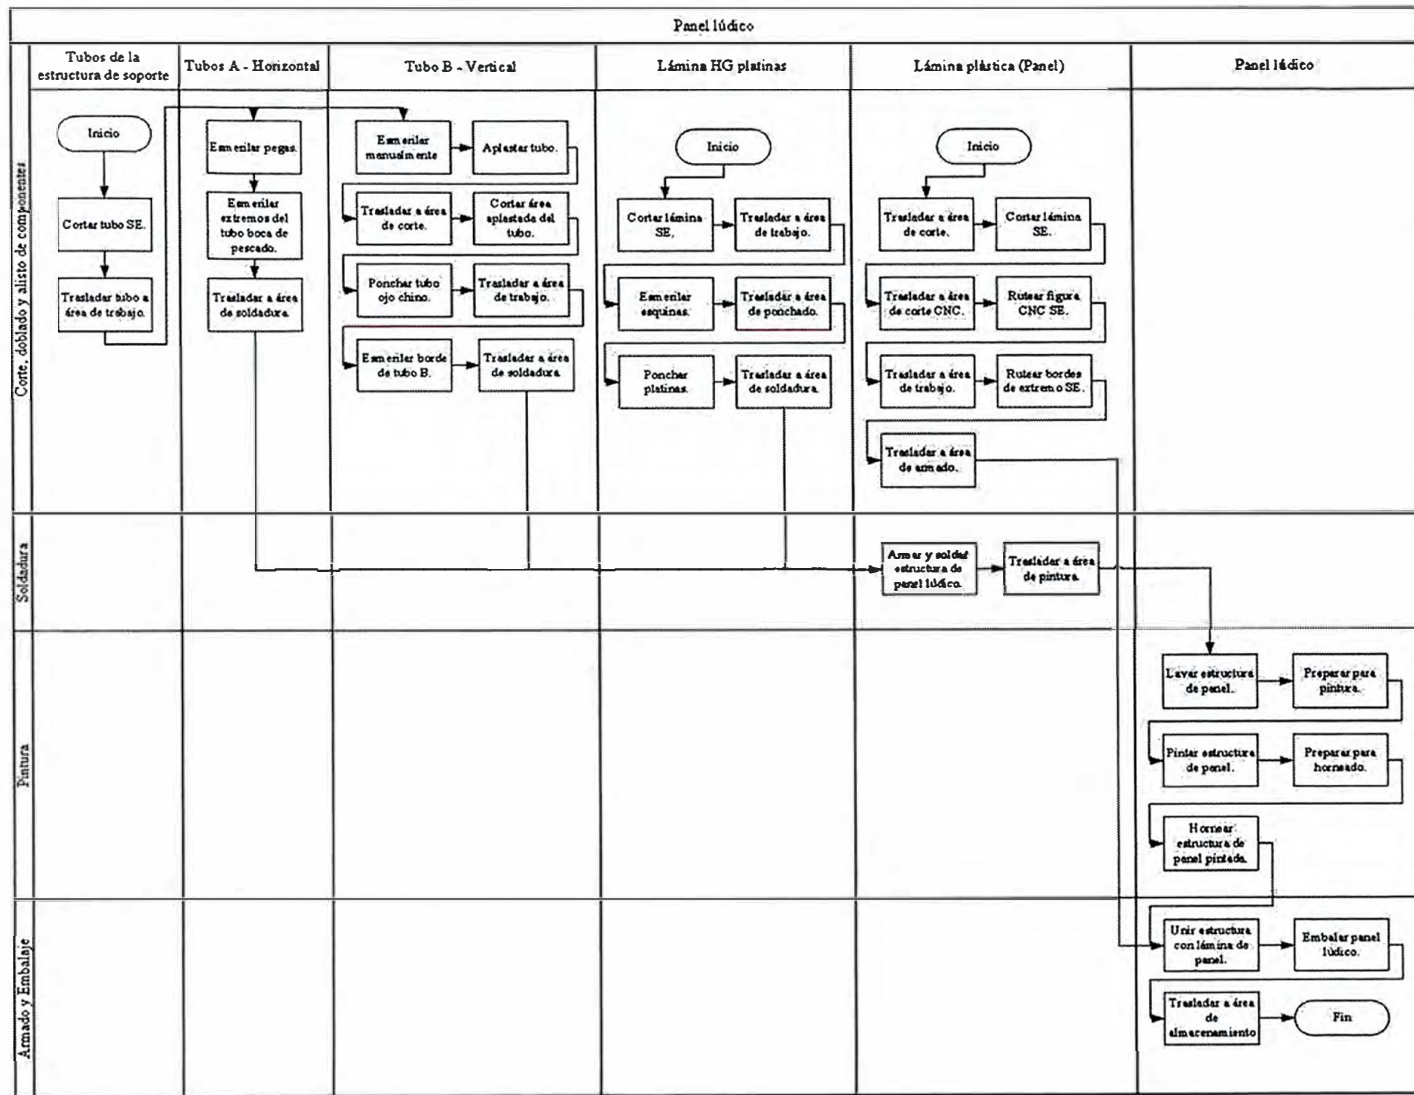 Panel lúdico
Tubos de la
estructura de soporte
Tubos A - Horizontal
Tubo B - Vertical
Lámina HG platinas
Lámina plástica (Panel)
Panel lúdico
Corte, doblado y alisto de componentes
Inicio
Cortar tubo SE.
Trasladar tubo a
área de trabajo.
Esmerilar pegas.
Esmerilar
extremos del
tubo boca de
pescado.
Trasladar a área
de soldadura.
Esmerilar
manualmente
Aplastar tubo.
Trasladar a área
de corte.
Cortar área
aplastada del
tubo.
Ponchar tubo
ojo chino.
Trasladar a área
de trabajo.
Esmerilar borde
de tubo B.
Trasladar a área
de soldadura.
Inicio
Cortar lámina
SE.
Trasladar a área
de trabajo.
Esmerilar
esquinas.
Trasladar a área
de ponchado.
Ponchar
platinas.
Trasladar a área
de soldadura.
Inicio
Trasladar a área
de corte.
Cortar lámina
SE.
Trasladar a área
de corte CNC.
Rutear figura
CNC SE.
Trasladar a área
de trabajo.
Rutear bordes
de extremo SE.
Trasladar a área
de armado.
Soldadura
Armar y soldar
estructura de
panel lúdico.
Trasladar a área
de pintura.
Pintura
Lavar estructura
de panel.
Preparar para
pintura.
Pintar estructura
de panel.
Preparar para
horneado.
Hornear
estructura de
panel pintada.
Armado y Embalaje
Unir estructura
con lámina de
panel.
Embalar panel
lúdico.
Trasladar a área
de
almacenamiento
Fin